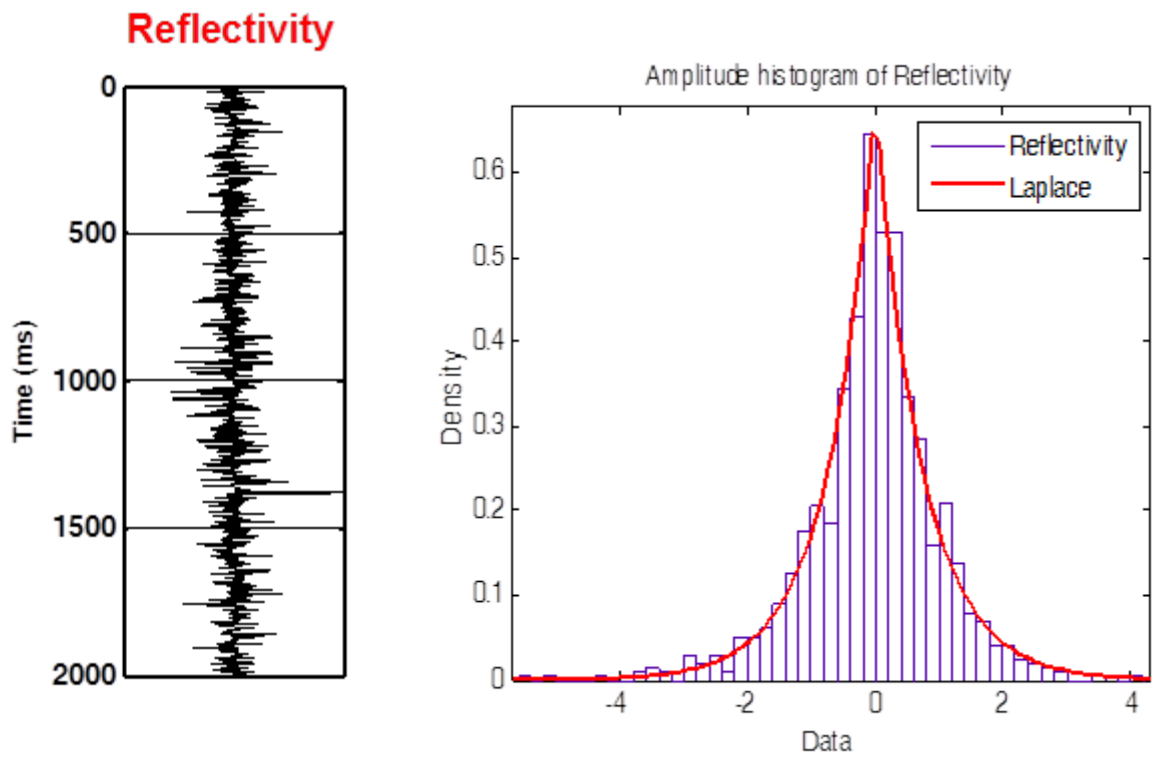 Reflectivity
0
500
1000
1500
2000
Time (ms)
Amplitude histogram of Reflectivity
Reflectivity
Laplace
0.6
0.5
0.4
0.3
0.2
0.1
0
Density
-4 -2 0 2 4
Data